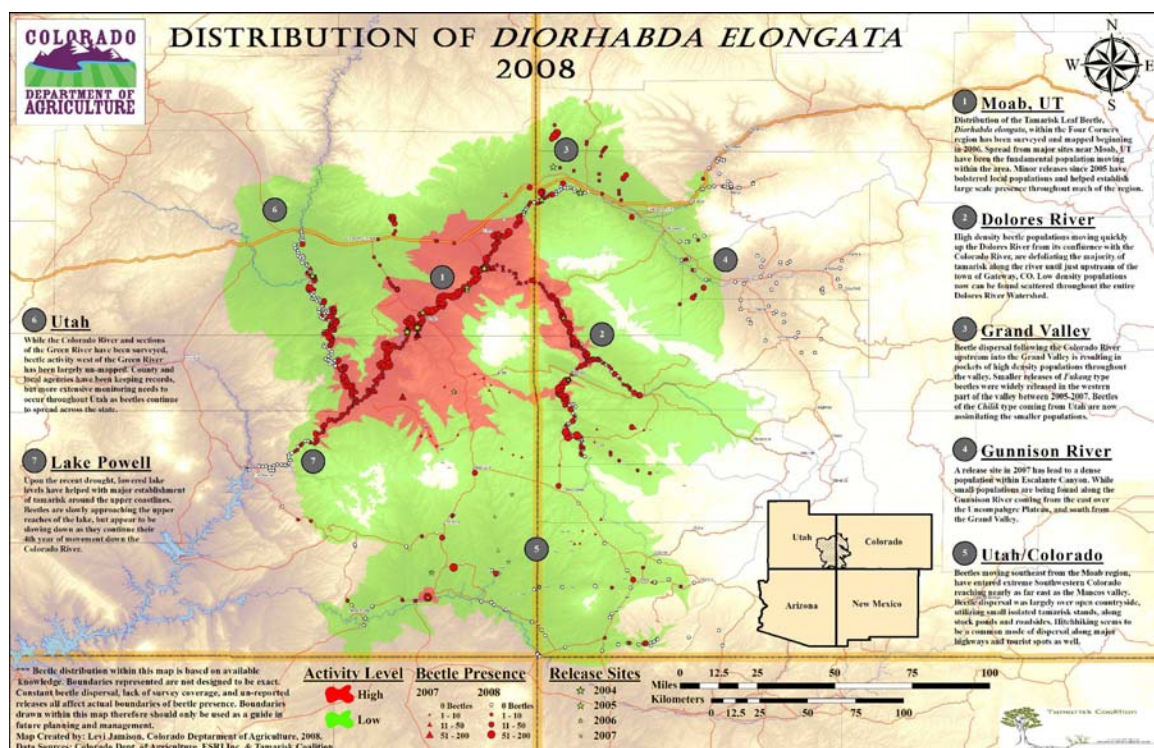 COLORADO
DEPARTMENT OF
AGRICULTURE
DISTRIBUTION OF DIORHABDA ELONGATA
2008
N
W E
S
1 Moab, UT
Distribution of the Tamarisk Leaf Beetle,
Diorhabda elongata, within the Four Corners
region has been surveyed and mapped beginning
in 2006. Spread from major sites near Moab, UT
have been the fundamental population moving
within the area. Minor releases since 2005 have
bolstered local populations and helped establish
large scale presence throughout much of the region.
2 Dolores River
High density beetle populations moving quickly
up the Dolores River from its confluence with the
Colorado River, are defoliating the majority of
tamarisk along the river until just upstream of the
town of Gateway, CO. Low density populations
now can be found scattered throughout the entire
Dolores River Watershed.
3 Grand Valley
Beetle dispersal following the Colorado River
upstream into the Grand Valley is resulting in
pockets of high density populations throughout
the valley. Smaller releases of Fukang type
beetles were widely released in the western
part of the valley between 2005-2007. Beetles
of the Chilik type coming from Utah are now
assimilating the smaller populations.
4 Gunnison River
A release site in 2007 has lead to a dense
population within Escalante Canyon. While
small populations are being found along the
Gunnison River coming from the east over
the Uncompahgre Plateau, and south from
the Grand Valley.
5 Utah/Colorado
Beetles moving southeast from the Moab region,
have entered extreme Southwestern Colorado
reaching nearly as far east as the Mancos valley.
Beetle dispersal was largely over open countryside,
utilizing small isolated tamarisk stands, along
stock ponds and roadsides. Hitchhiking seems to
be a common mode of dispersal along major
highways and tourist spots as well.
6 Utah
While the Colorado River and sections
of the Green River have been surveyed,
beetle activity west of the Green River
has been largely un-mapped. County
and local agencies have been keeping records,
but more extensive monitoring needs to
occur throughout Utah as beetles continue
to spread across the state.
7 Lake Powell
Upon the recent drought, lowered lake
levels have helped with major establishment
of tamarisk around the upper coastlines.
Beetles are slowly approaching the upper
reaches of the lake, but appear to be
slowing down as they continue their
4th year of movement down the
Colorado River.
6
3
1
4
2
7
5
Utah Colorado
Arizona New Mexico
*** Beetle distribution within this map is based on available
knowledge. Boundaries represented are not designed to be exact.
Constant beetle dispersal, lack of survey coverage, and un-reported
releases all affect actual boundaries of beetle presence. Boundaries
drawn within this map therefore should only be used as a guide in
future planning and management.
Map Created by: Levi Jamison, Colorado Deptarment of Agriculture, 2008.
Data Sources: Colorado Dept. of Agriculture, ESRI Inc. & Tamarisk Coalition
Activity Level
High
Low
Beetle Presence
2007 2008
0 Beetles 0 Beetles
1 - 10 1 - 10
11 - 50 11 - 50
51 - 200 51 - 200
Release Sites
2004
2005
2006
2007
0 12.5 25 50 75 100
Miles
Kilometers
0 12.5 25 50 75 100
Tamarisk Coalition